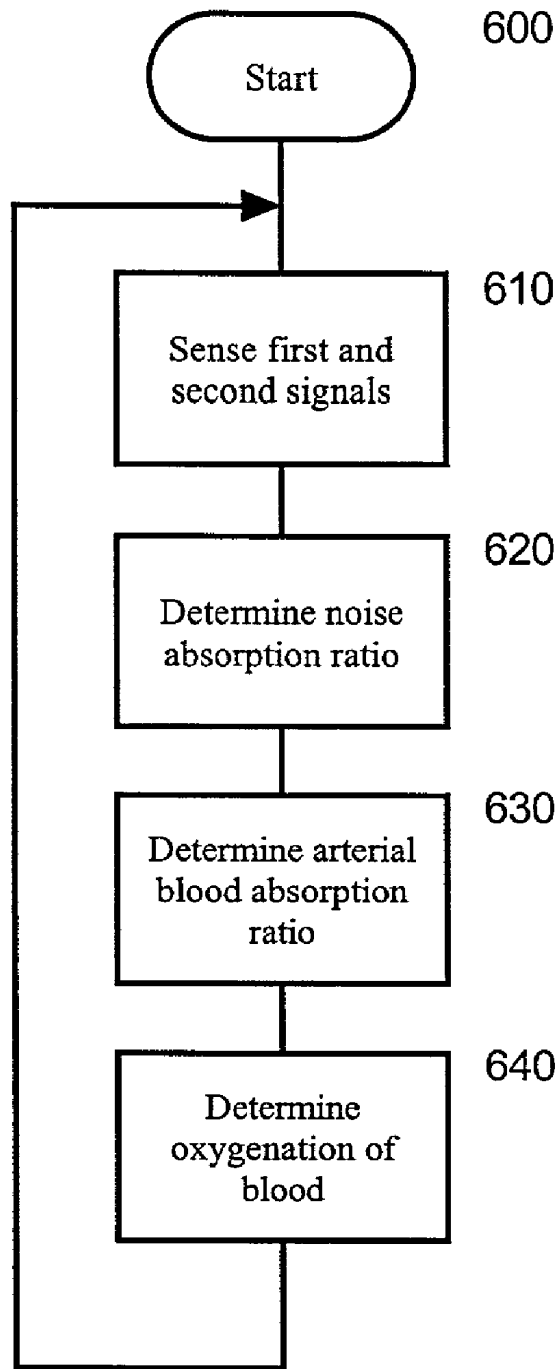 600
Start
610
Sense first and
second signals
620
Determine noise
absorption ratio
630
Determine arterial
blood absorption
ratio
640
Determine
oxygenation of
blood